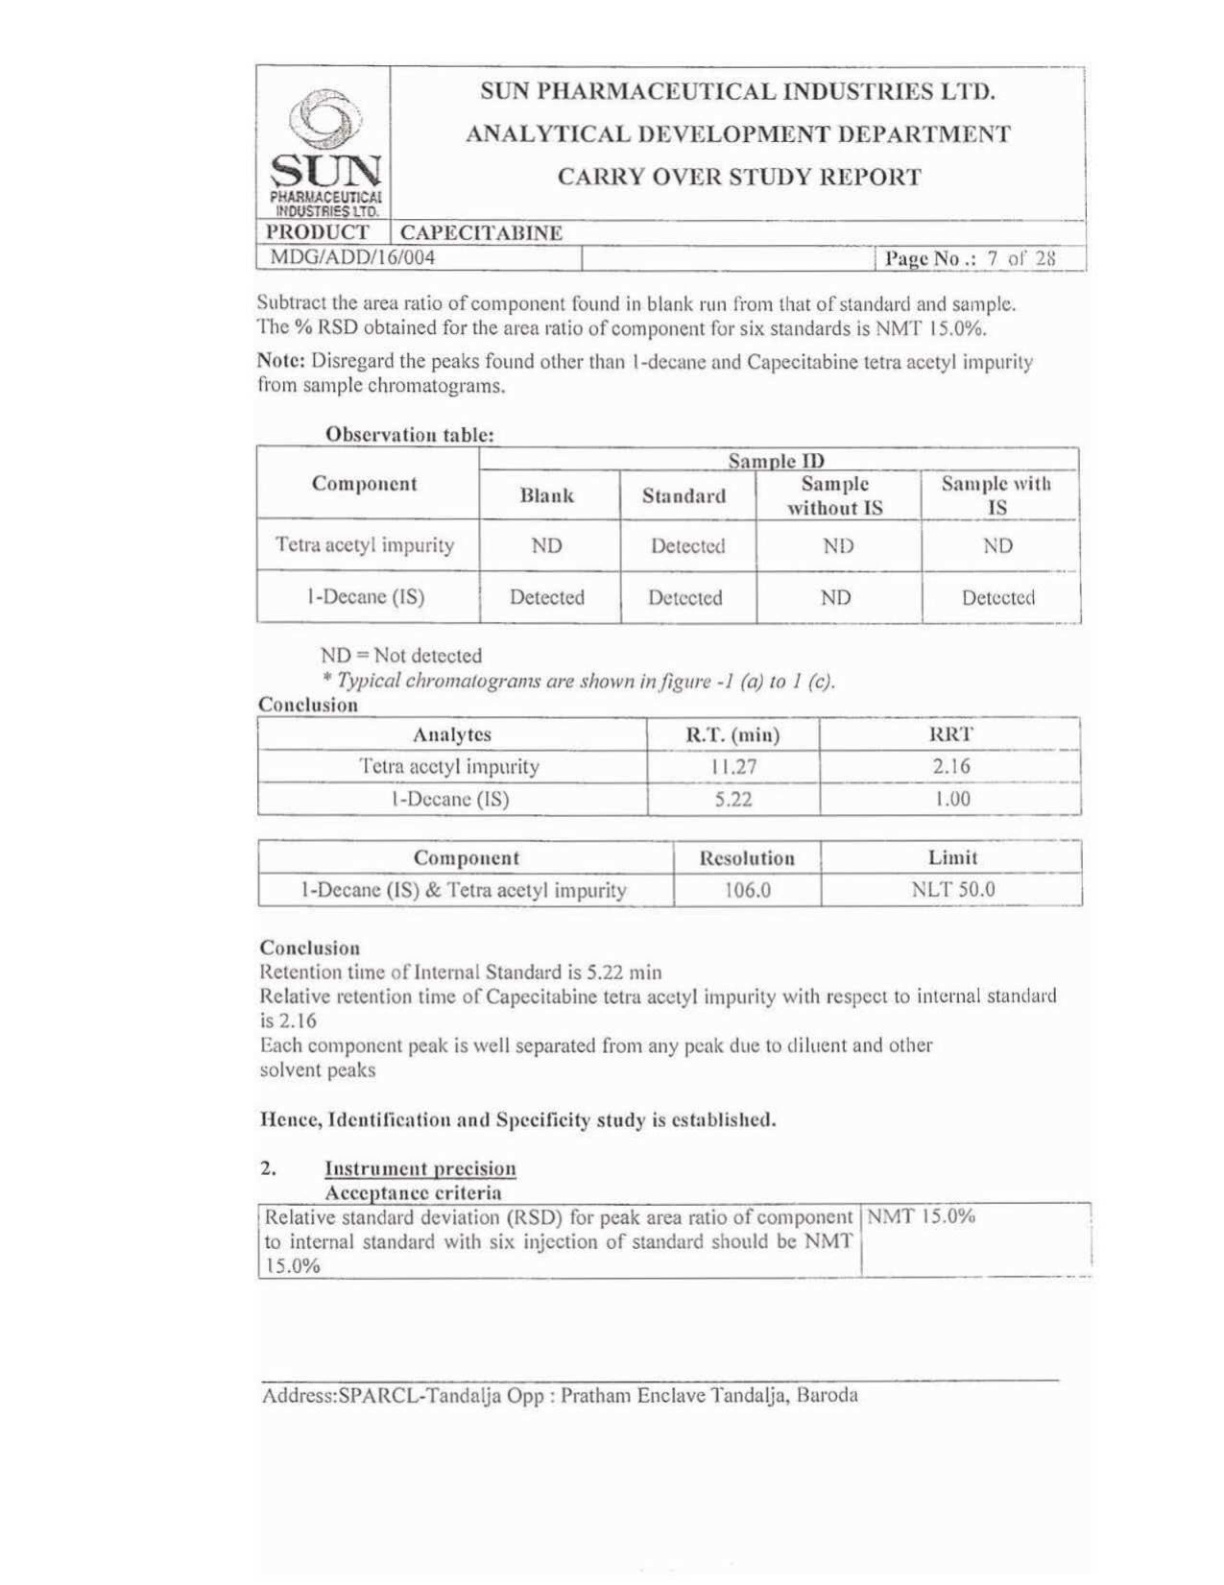 SUN
PHARMACEUTICAL
INDUSTRIES LTD.
SUN PHARMACEUTICAL INDUSTRIES LTD.
ANALYTICAL DEVELOPMENT DEPARTMENT
CARRY OVER STUDY REPORT
PRODUCT CAPECITABINE
MDG/ADD/16/004 Page No .: 7 of 28
Subtract the area ratio of component found in blank run from that of standard and sample.
The % RSD obtained for the area ratio of component for six standards is NMT 15.0%.
Note: Disregard the peaks found other than 1-decane and Capecitabine tetra acetyl impurity
from sample chromatograms.
Observation table:
Sample ID
Component Blank Standard Sample without IS Sample with IS
Tetra acetyl impurity ND Detected ND ND
1-Decane (IS) Detected Detected ND Detected
ND = Not detected
* Typical chromatograms are shown in figure -1 (a) to 1 (c).
Conclusion
Analytes R.T. (min) RRT
Tetra acetyl impurity 11.27 2.16
1-Decane (IS) 5.22 1.00
Component Resolution Limit
1-Decane (IS) & Tetra acetyl impurity 106.0 NLT 50.0
Conclusion
Retention time of Internal Standard is 5.22 min
Relative retention time of Capecitabine tetra acetyl impurity with respect to internal standard
is 2.16
Each component peak is well separated from any peak due to diluent and other
solvent peaks
Hence, Identification and Specificity study is established.
2. Instrument precision
Acceptance criteria
Relative standard deviation (RSD) for peak area ratio of component NMT 15.0%
to internal standard with six injection of standard should be NMT
15.0%
Address:SPARCL-Tandalja Opp : Pratham Enclave Tandalja, Baroda